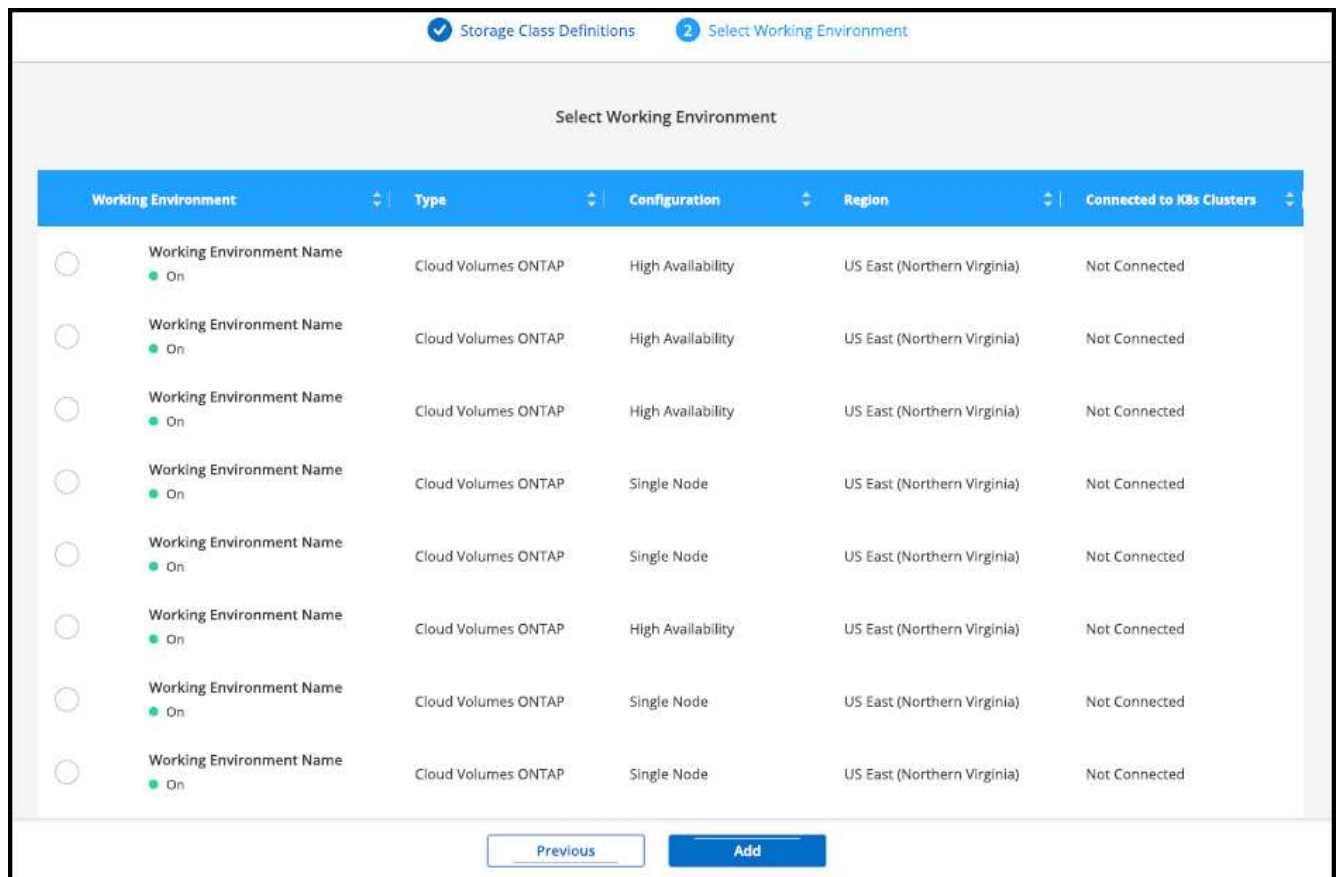 Storage Class Definitions 2 Select Working Environment
Select Working Environment
Working Environment Type Configuration Region Connected to K8s Clusters
Working Environment Name
On
Cloud Volumes ONTAP High Availability US East (Northern Virginia) Not Connected
Working Environment Name
On
Cloud Volumes ONTAP High Availability US East (Northern Virginia) Not Connected
Working Environment Name
On
Cloud Volumes ONTAP High Availability US East (Northern Virginia) Not Connected
Working Environment Name
On
Cloud Volumes ONTAP Single Node US East (Northern Virginia) Not Connected
Working Environment Name
On
Cloud Volumes ONTAP Single Node US East (Northern Virginia) Not Connected
Working Environment Name
On
Cloud Volumes ONTAP High Availability US East (Northern Virginia) Not Connected
Working Environment Name
On
Cloud Volumes ONTAP Single Node US East (Northern Virginia) Not Connected
Working Environment Name
On
Cloud Volumes ONTAP Single Node US East (Northern Virginia) Not Connected
Previous Add